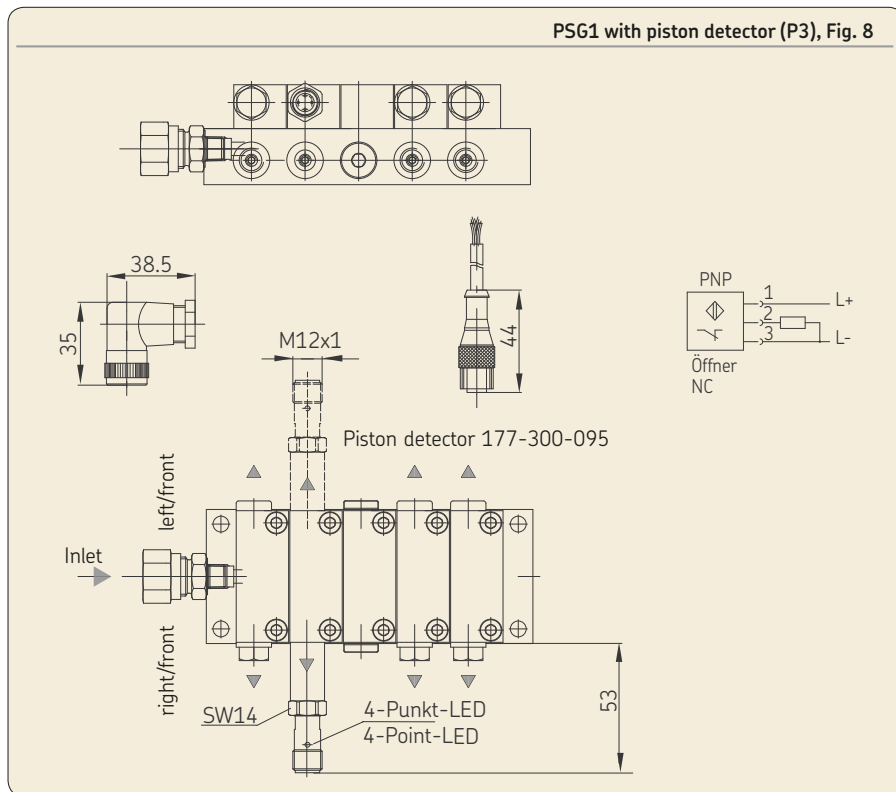 PSG1 with piston detector (P3), Fig. 8
38.5
35
M12x1
44
PNP
1
L+
2
3
L-
Öffner
NC
Piston detector 177-300-095
left/front
Inlet
right/front
SW14
4-Punkt-LED
4-Point-LED
53